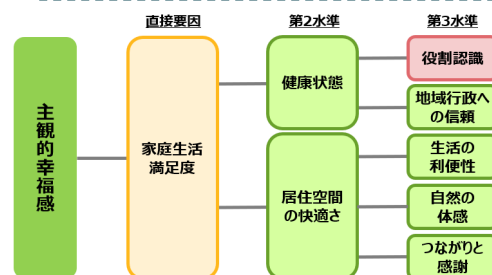 直接要因
第2水準
第3水準
主観的幸福感
家庭生活
満足度
健康状態
居住空間
の快適さ
役割認識
地域行政へ
の信頼
生活の
利便性
自然の
体感
つながりと
感謝